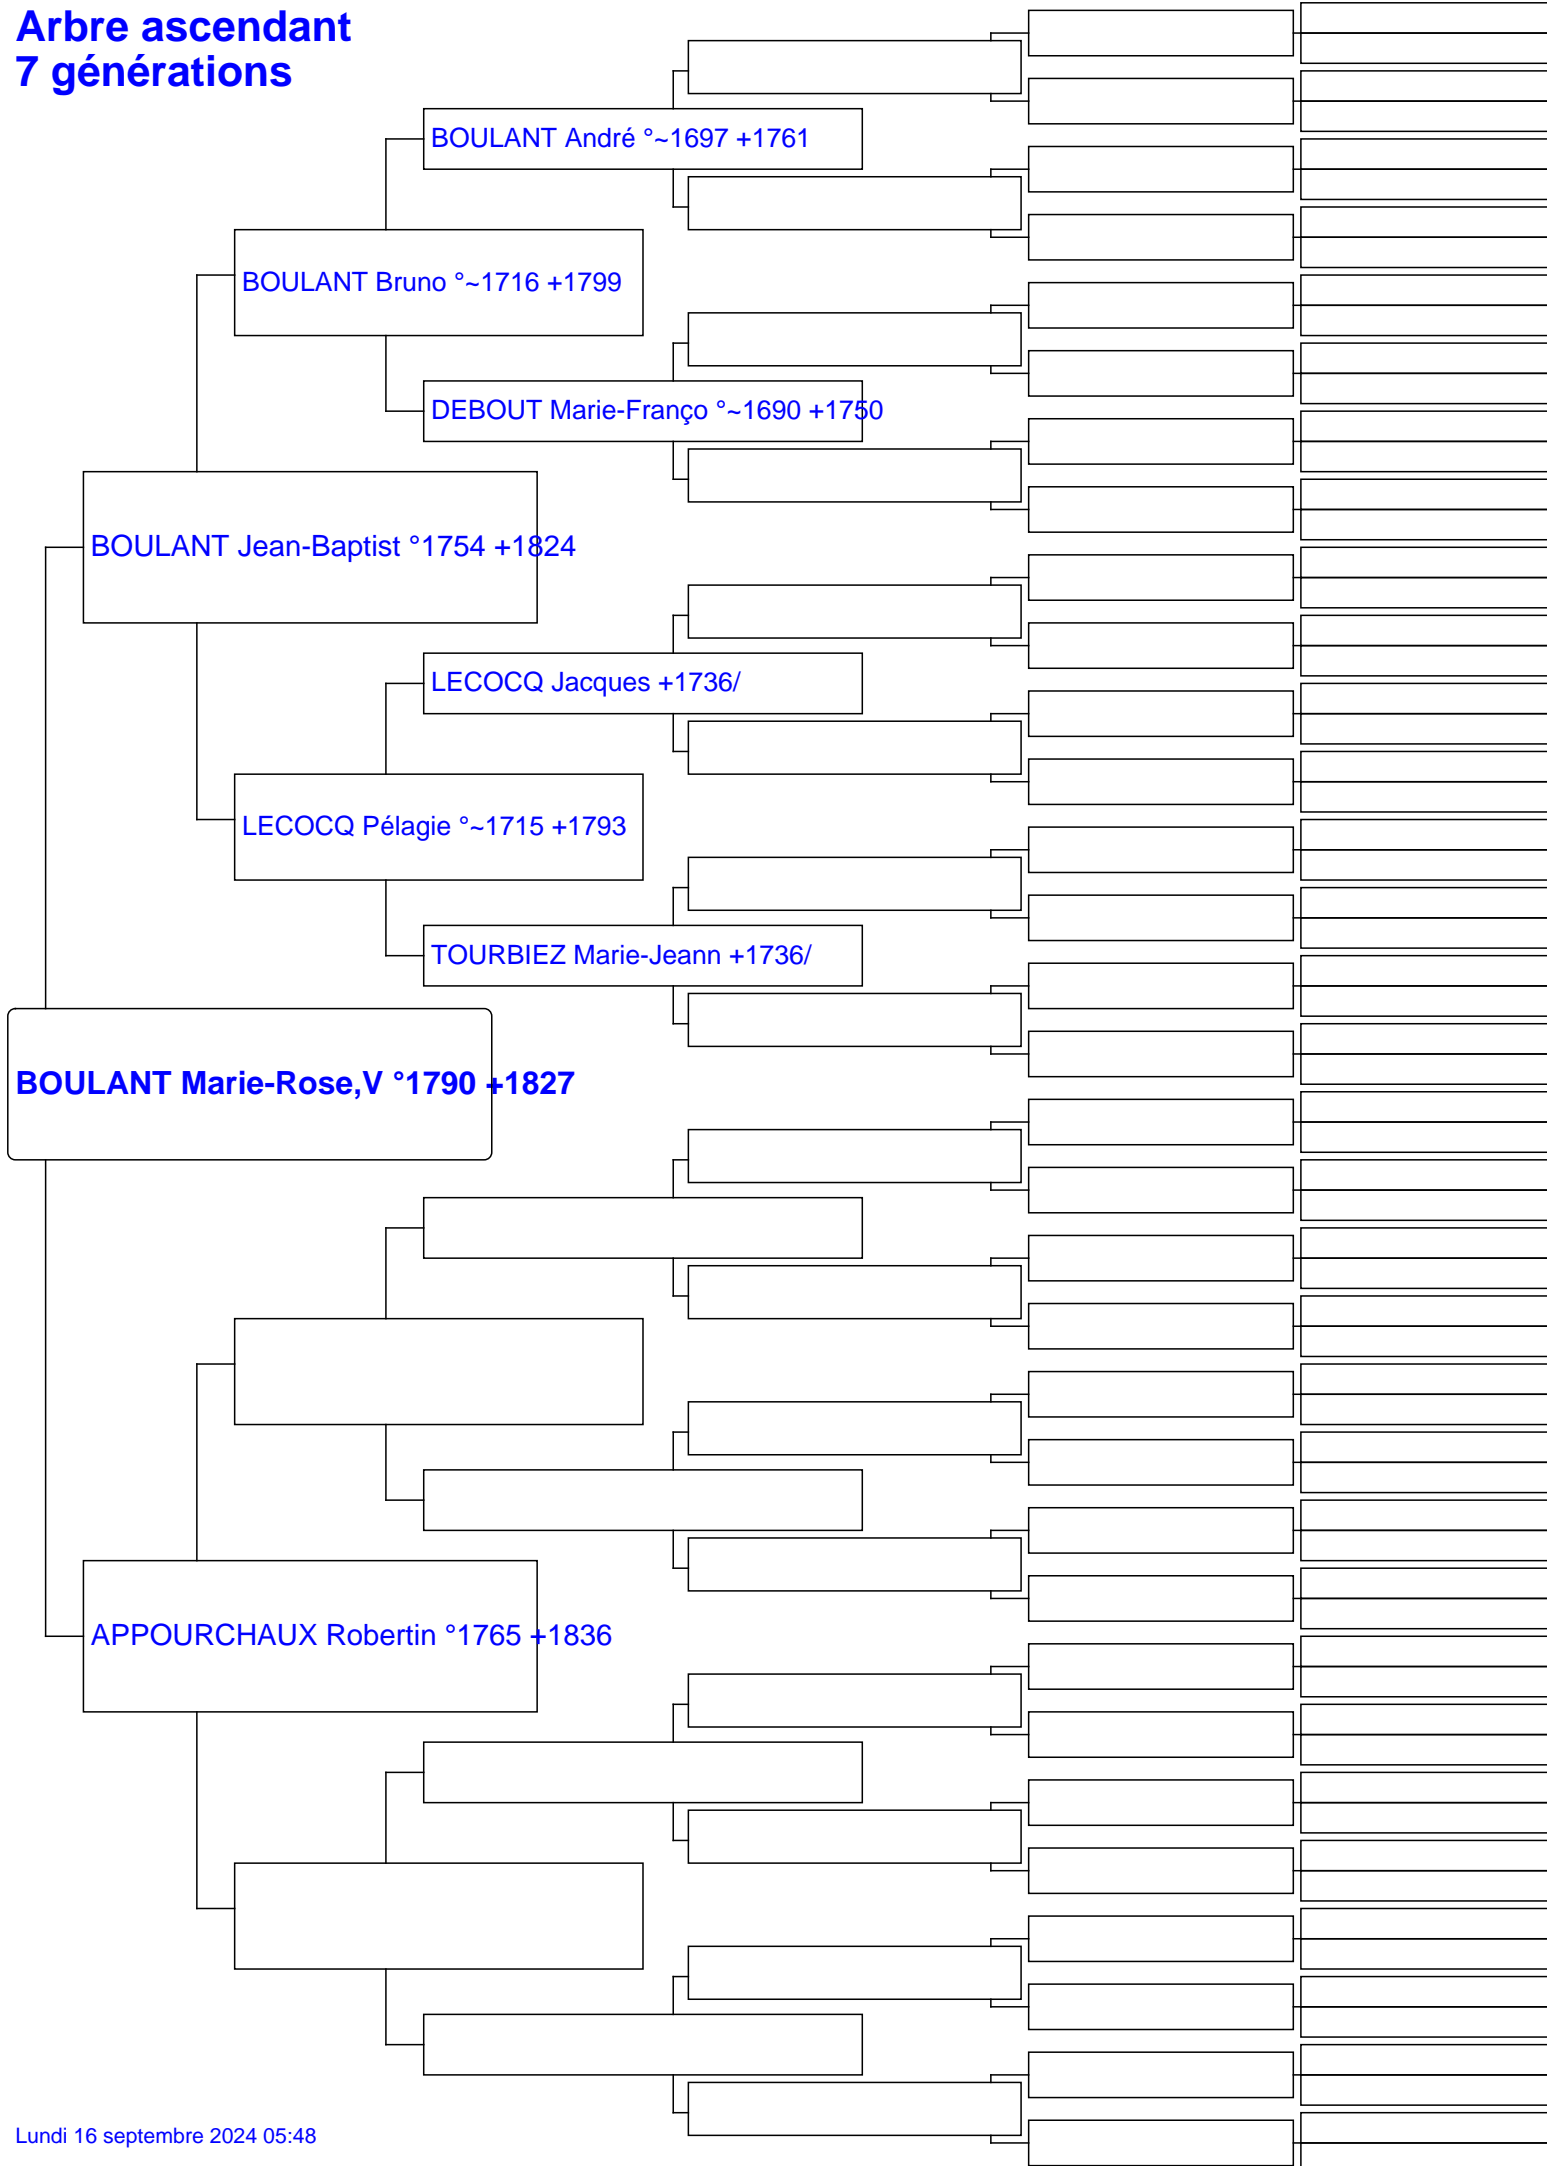 Arbre ascendant
7 générations
BOULANT André °~1697 +1761
BOULANT Bruno °~1716 +1799
DEBOUT Marie-Franço °~1690 +1750
BOULANT Jean-Baptist °1754 +1824
LECOCQ Jacques +1736/
LECOCQ Pélagie °~1715 +1793
TOURBIEZ Marie-Jeann +1736/
BOULANT Marie-Rose,V °1790 +1827
APPOURCHAUX Robertin °1765 +1836
Lundi 16 septembre 2024 05:48